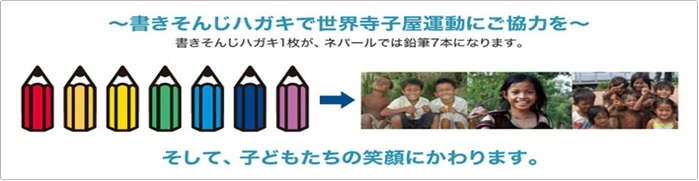 ～書きそんじハガキで世界寺子屋運動にご協力を～
書きそんじハガキ1枚が、ネパールでは鉛筆7本になります。
そして、子どもたちの笑顔にかわります。